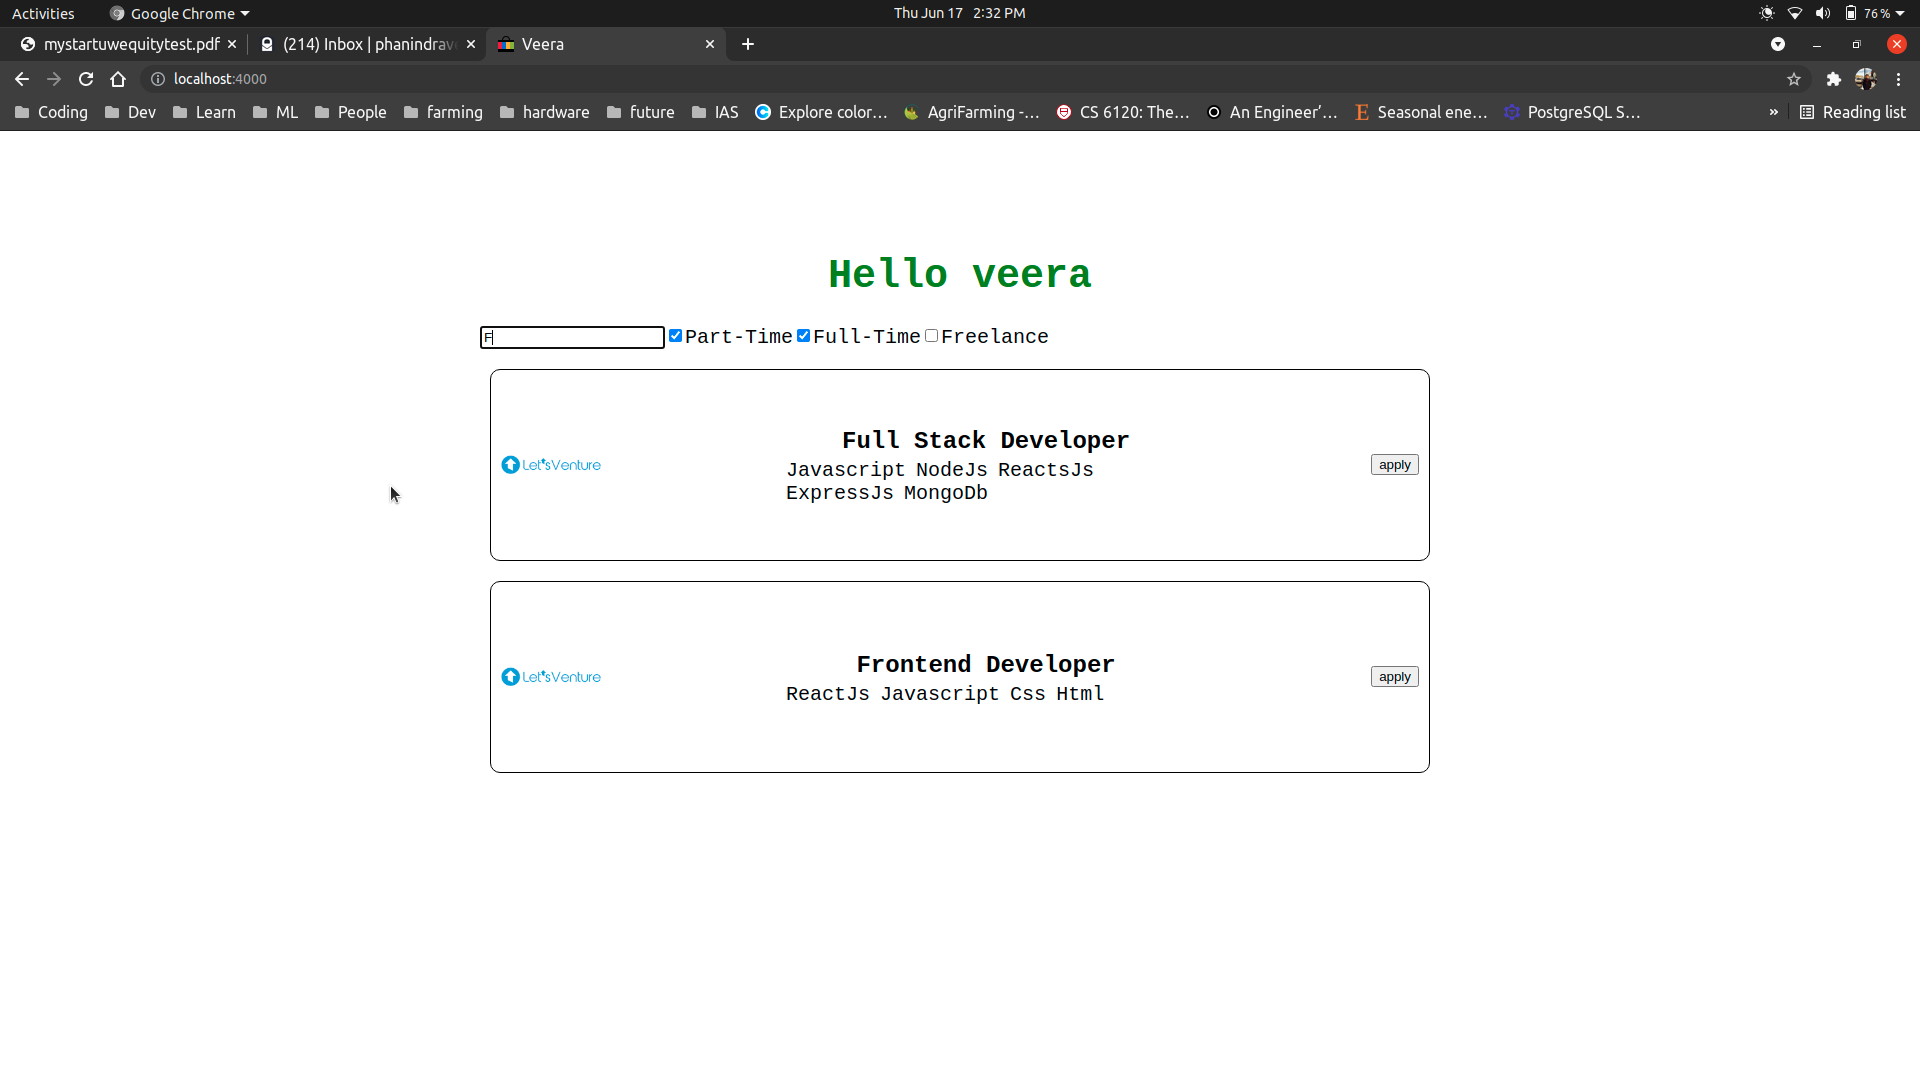 Activities Google Chrome Thu Jun 17 2:32 PM 76 %
mystartuwequitytest.pdf (214) Inbox | phanindrave Veera
localhost:4000
Coding Dev Learn ML People farming hardware future IAS Explore color... AgriFarming -... CS 6120: The... An Engineer'... Seasonal ene... PostgreSQL S... » Reading list
Hello veera
F Part-Time Full-Time Freelance
Full Stack Developer
Javascript NodeJs ReactsJs
Let'sVenture apply
ExpressJs MongoDb
Frontend Developer
Let'sVenture apply
ReactJs Javascript Css Html